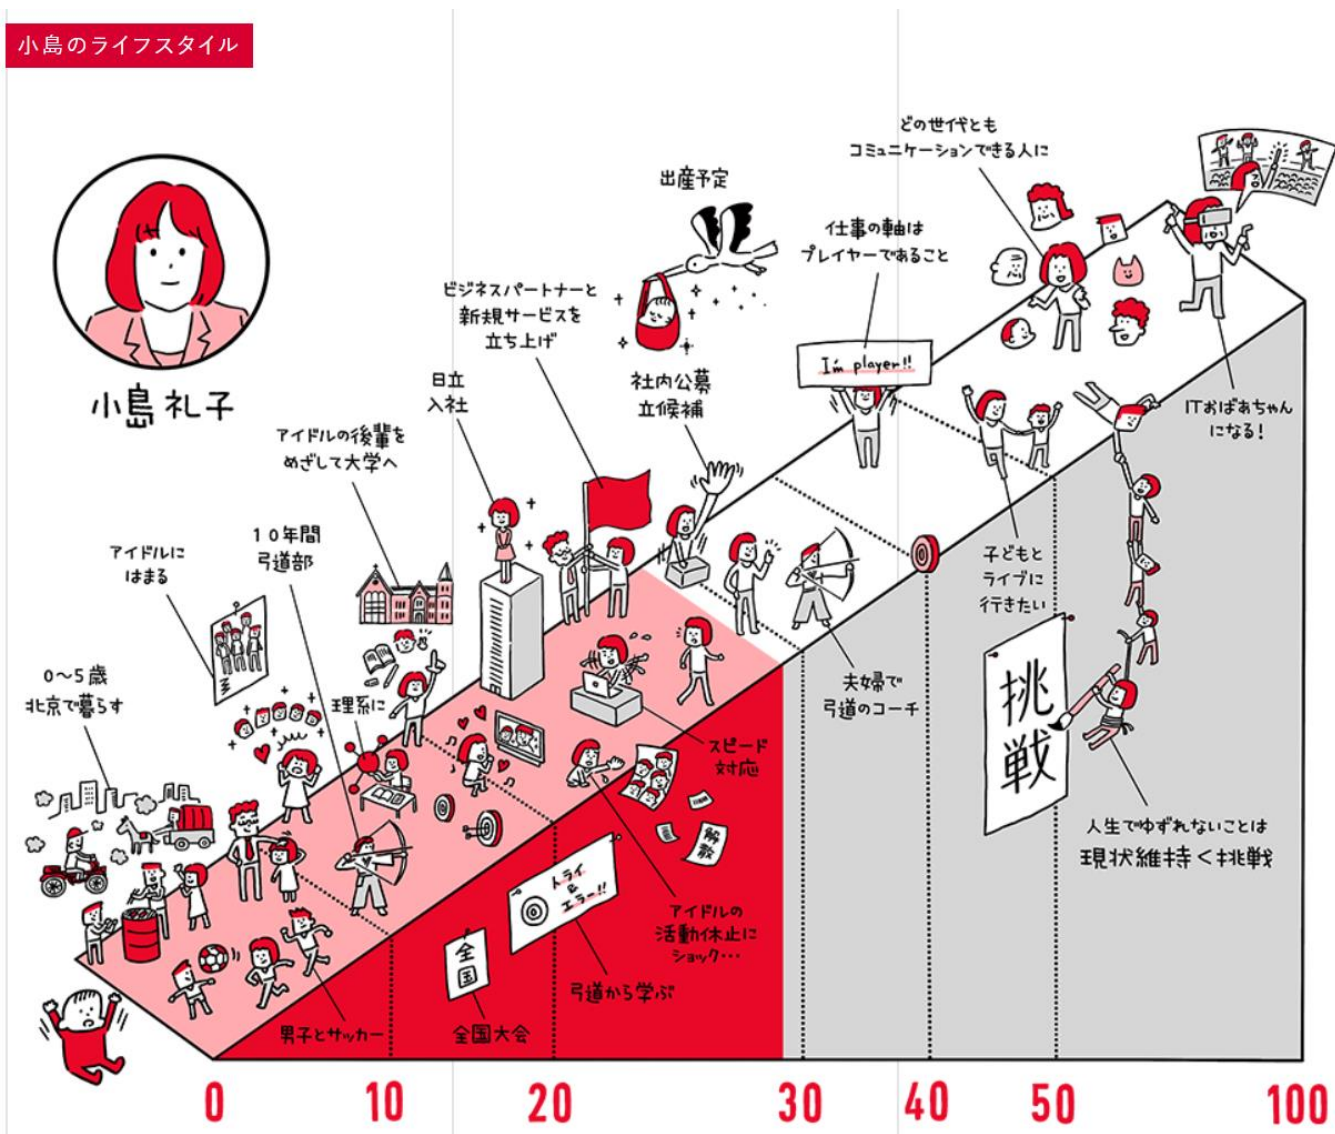 小島のライフスタイル
小島 礼子
0〜5歳
北京で暮らす
アイドルに
はまる
10年間
弓道部
アイドルの後輩を
めざして大学へ
理系に
日立
入社
ビジネスパートナーと
新規サービスを
立ち上げ
出産予定
社内公募
立候補
仕事の軸は
プレイヤーであること
I'm player!!
どの世代とも
コミュニケーションできる人に
ITおばあちゃん
になる!
子どもと
ライブに
行きたい
夫婦で
弓道のコーチ
スピード
対応
挑戦
人生でゆずれないことは
現状維持<挑戦
解散
アイドルの
活動休止に
ショック…
トライ
&
エラー!!
弓道から学ぶ
全国
全国大会
男子とサッカー
0 10 20 30 40 50 100